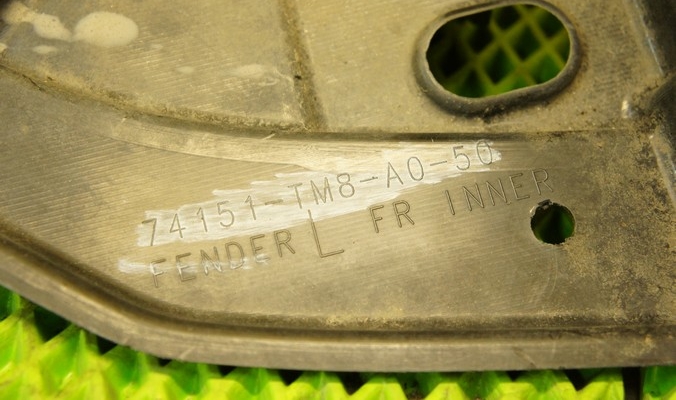 74151-TM8-A0-50
FENDER L FR INNER